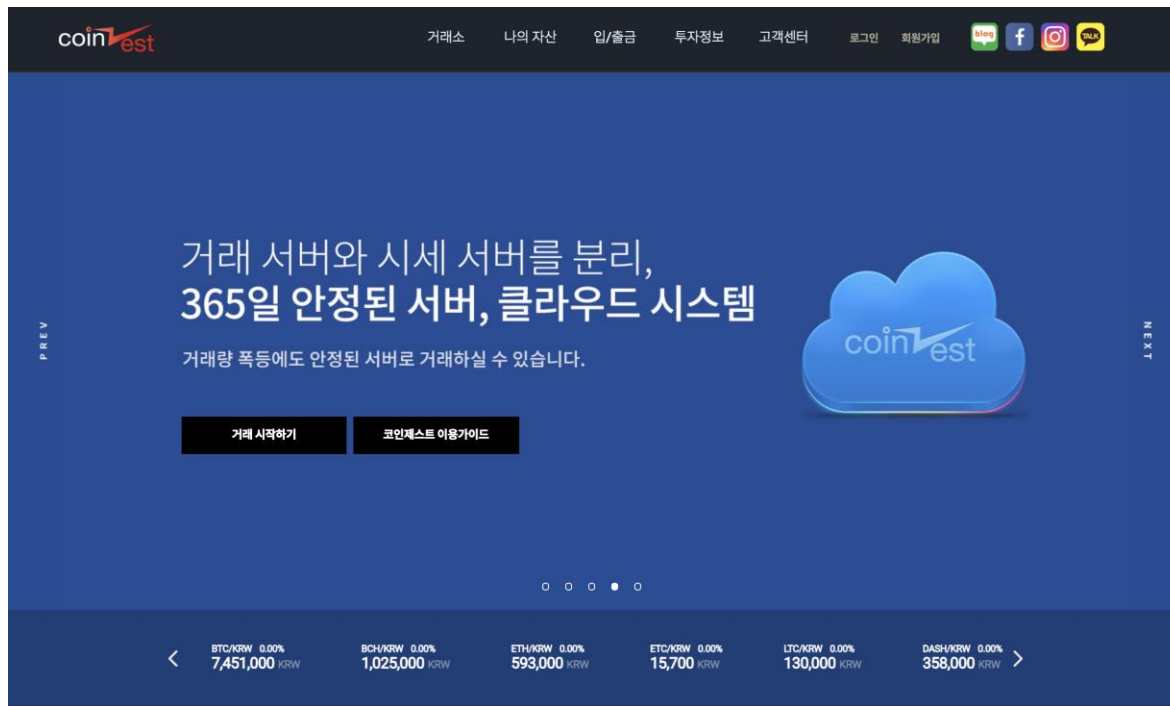 coinzest
거래소 나의 자산 입/출금 투자정보 고객센터 로그인 회원가입 blog f TALK
거래 서버와 시세 서버를 분리,
365일 안정된 서버, 클라우드 시스템
거래량 폭등에도 안정된 서버로 거래하실 수 있습니다.
coinzest
PREV
NEXT
거래 시작하기 코인제스트 이용가이드
BTC/KRW 0.00% BCH/KRW 0.00% ETH/KRW 0.00% ETC/KRW 0.00% LTC/KRW 0.00% DASH/KRW 0.00%
7,451,000 KRW 1,025,000 KRW 593,000 KRW 15,700 KRW 130,000 KRW 358,000 KRW